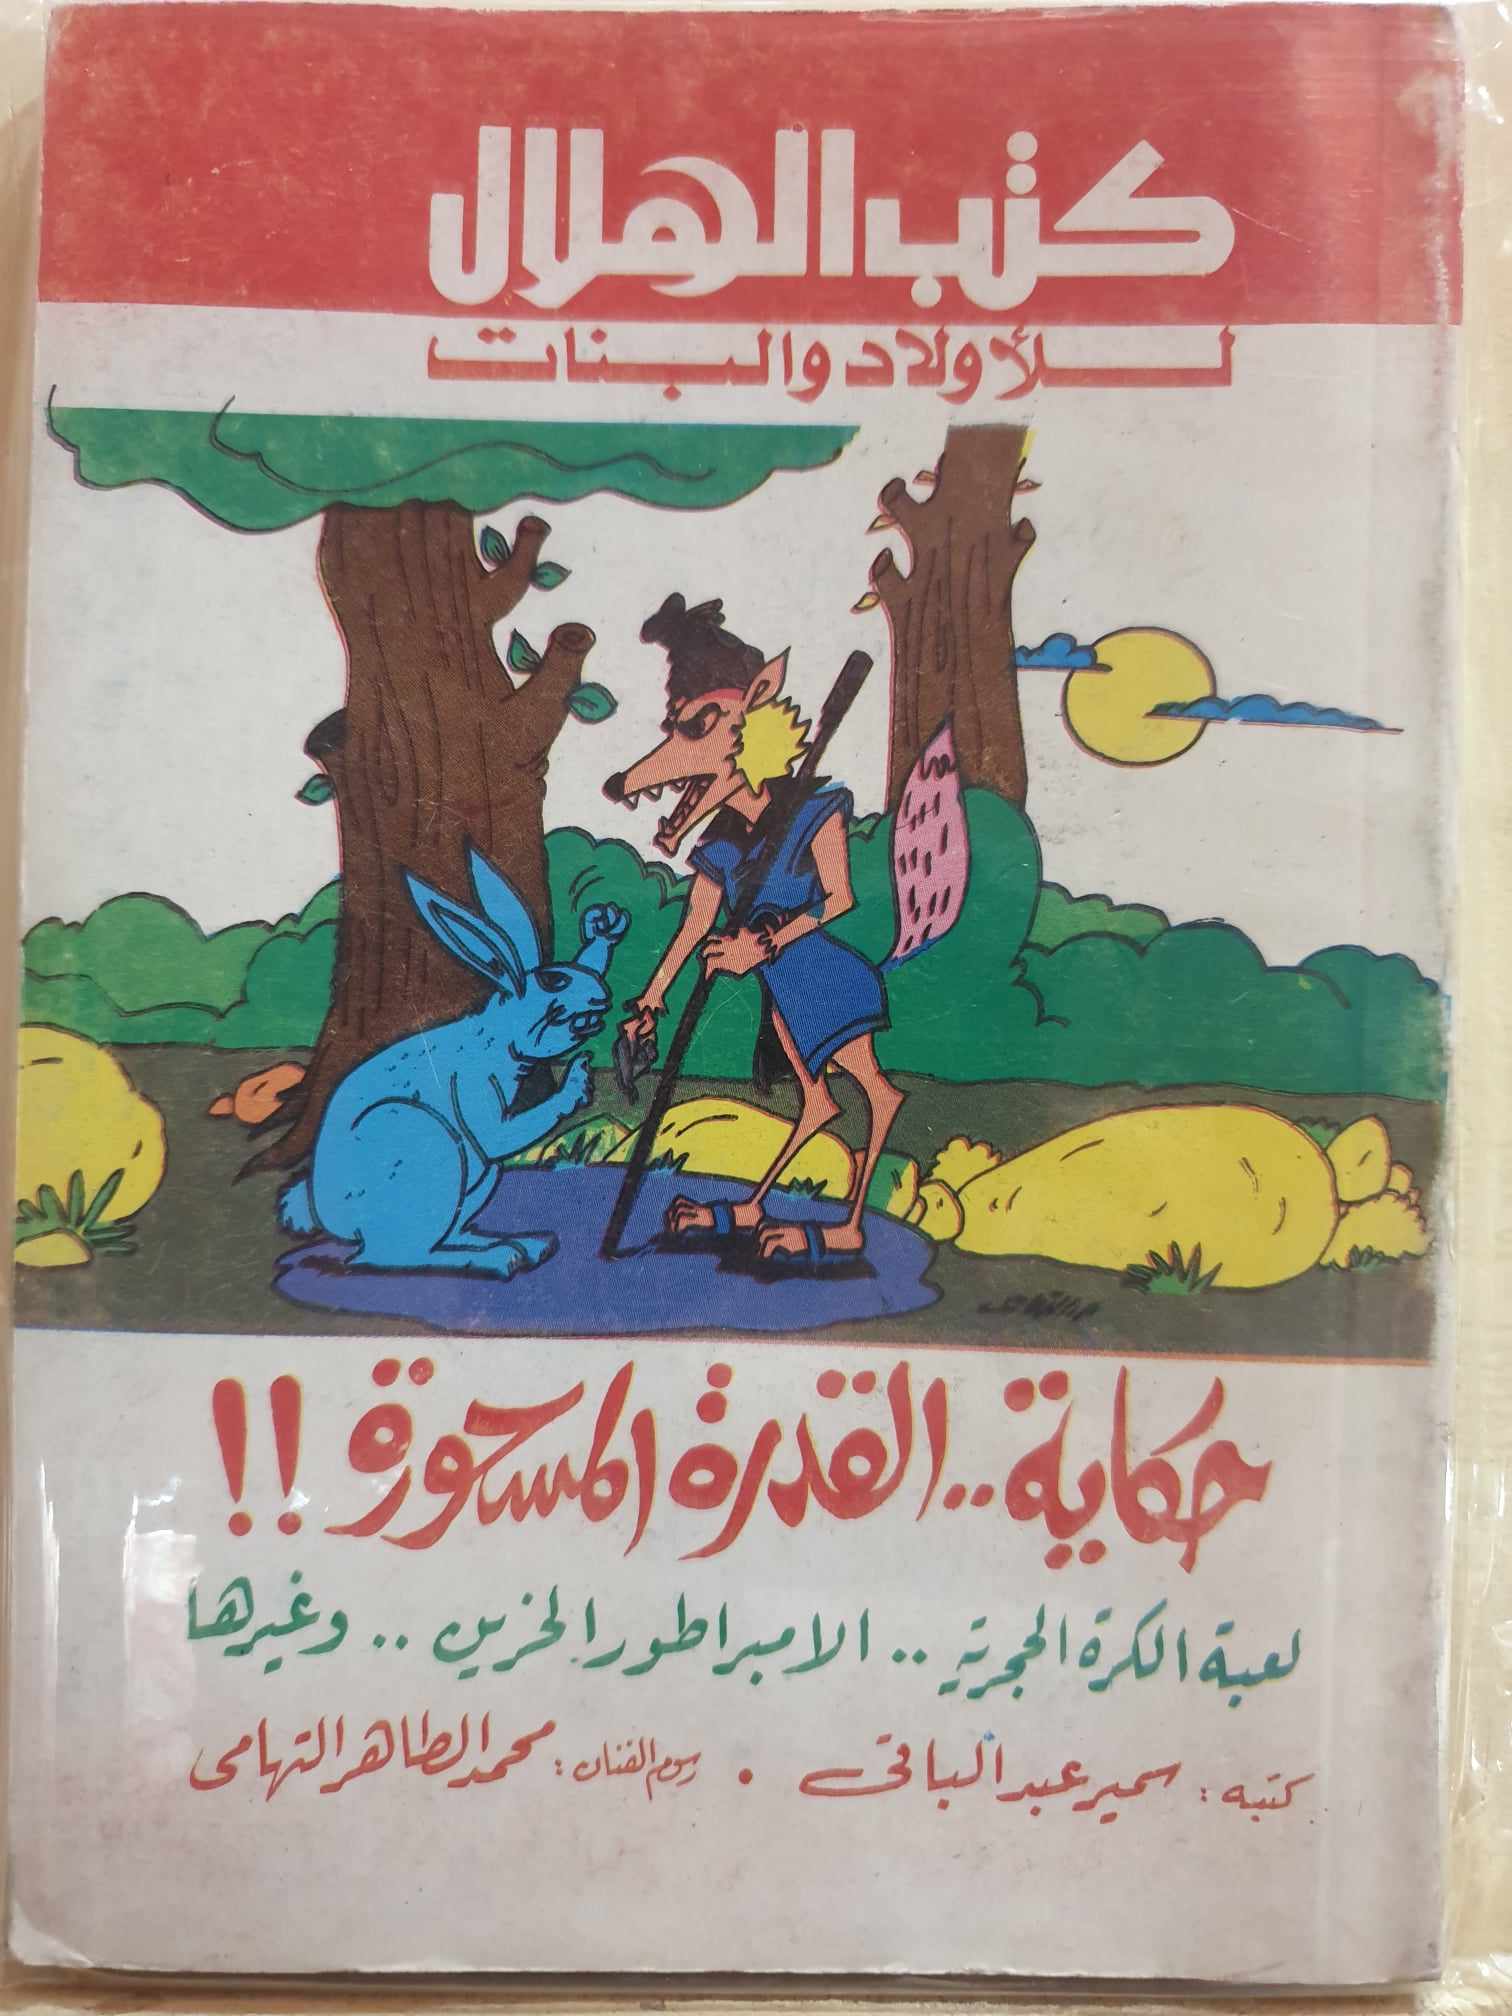 كتب الهلال
للأولاد والبنات
حكاية .. القدرة المسحورة !!
لعبة الكرة الحجرية .. الامبراطور الحزين .. وغيرها
كتبه : سمير عبد الباقى • رسوم الفنان : محمد الطاهر التهامى